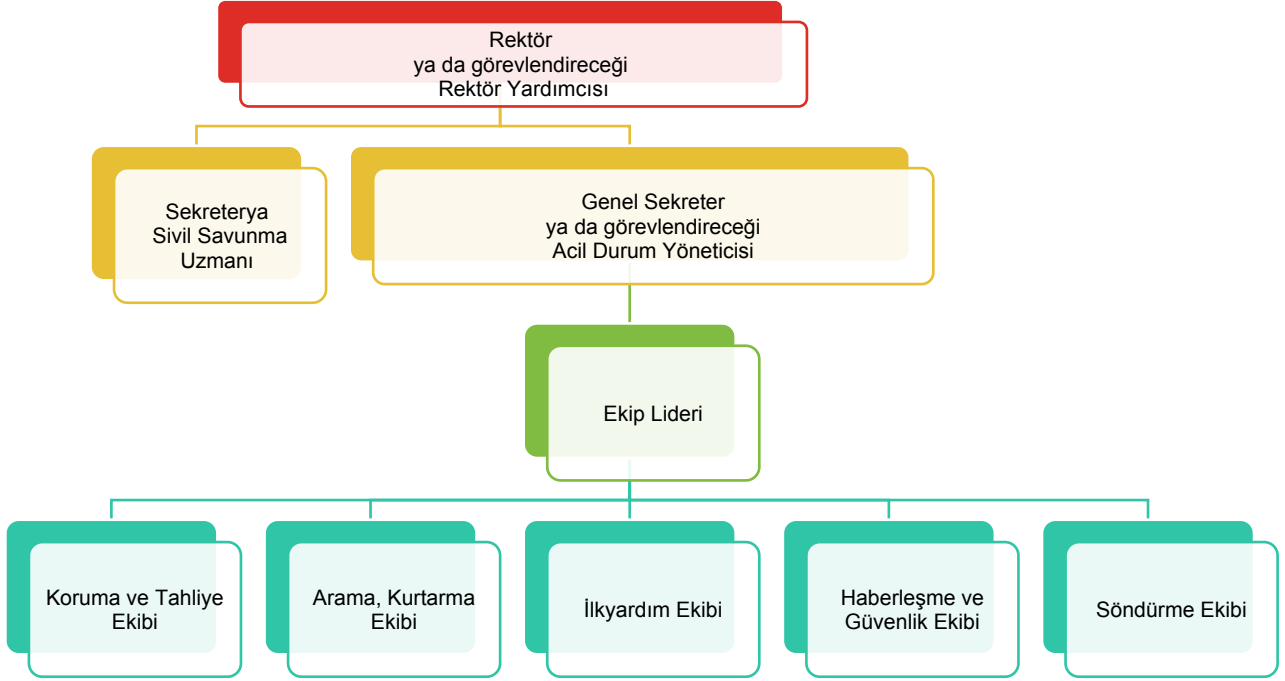 Rektör
ya da görevlendireceği
Rektör Yardımcısı
Sekreterya
Sivil Savunma
Uzmanı
Genel Sekreter
ya da görevlendireceği
Acil Durum Yöneticisi
Ekip Lideri
Koruma ve Tahliye
Ekibi
Arama, Kurtarma
Ekibi
İlkyardım Ekibi
Haberleşme ve
Güvenlik Ekibi
Söndürme Ekibi